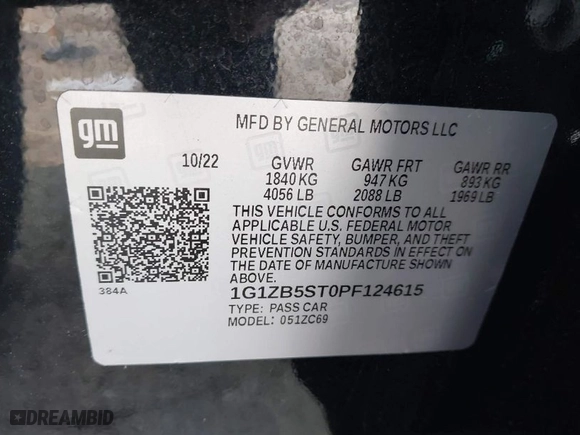 gm
MFD BY GENERAL MOTORS LLC
10/22 GVWR GAWR FRT GAWR RR
1840 KG 947 KG 893 KG
4056 LB 2088 LB 1969 LB
THIS VEHICLE CONFORMS TO ALL
APPLICABLE U.S. FEDERAL MOTOR
VEHICLE SAFETY, BUMPER, AND THEFT
PREVENTION STANDARDS IN EFFECT
ON THE DATE OF MANUFACTURE SHOWN
ABOVE.
384A
1G1ZB5ST0PF124615
TYPE: PASS CAR
MODEL: 051ZC69
DREAMBID